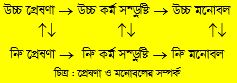 উচ্চ প্রেষণা → উচ্চ কর্ম সন্তুষ্টি → উচ্চ মনোবল
↑↓ ↑↓
নিম্ন প্রেষণা → নিম্ন কর্ম সন্তুষ্টি → নিম্ন মনোবল
চিত্র : প্রেষণা ও মনোবলের সম্পর্ক